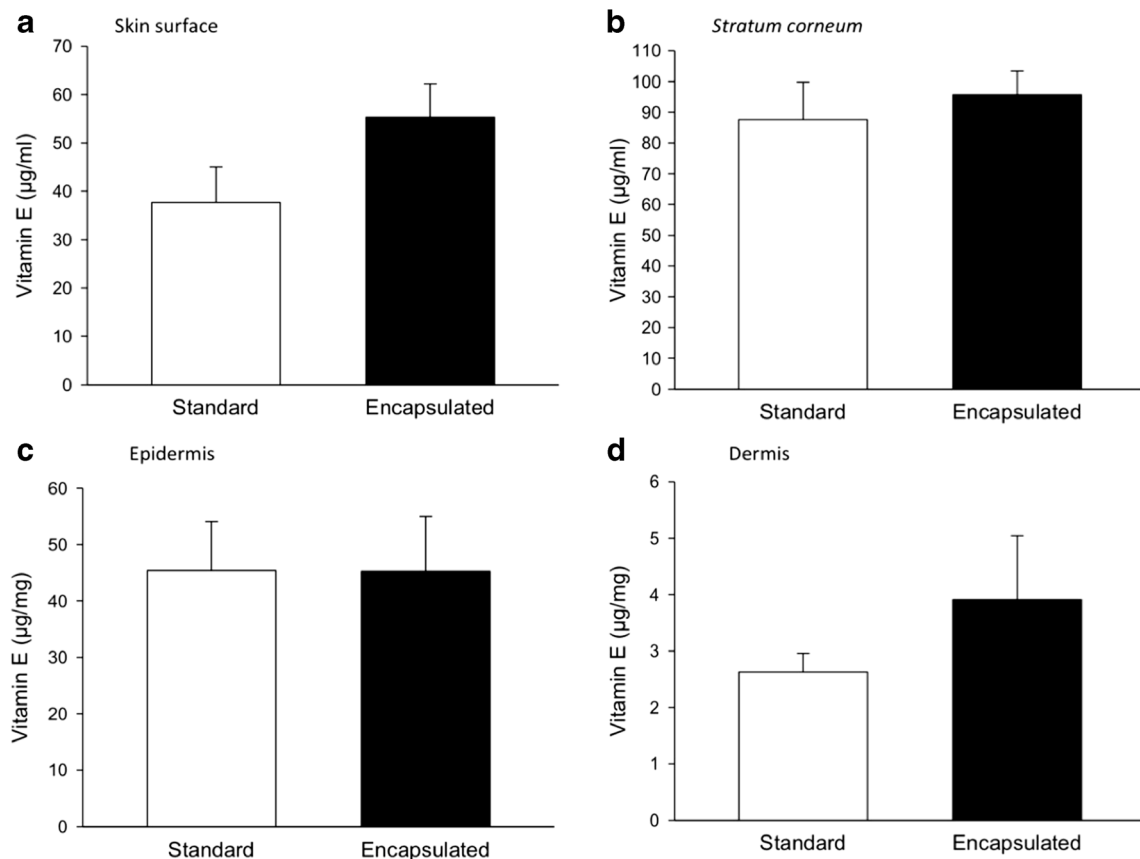 a Skin surface
70
60
50
40
30
20
10
0
Vitamin E (µg/ml)
Standard Encapsulated
b Stratum corneum
110
100
90
80
70
60
50
40
30
20
10
0
Vitamin E (µg/ml)
Standard Encapsulated
c Epidermis
60
50
40
30
20
10
0
Vitamin E (µg/mg)
Standard Encapsulated
d Dermis
6
5
4
3
2
1
0
Vitamin E (µg/mg)
Standard Encapsulated